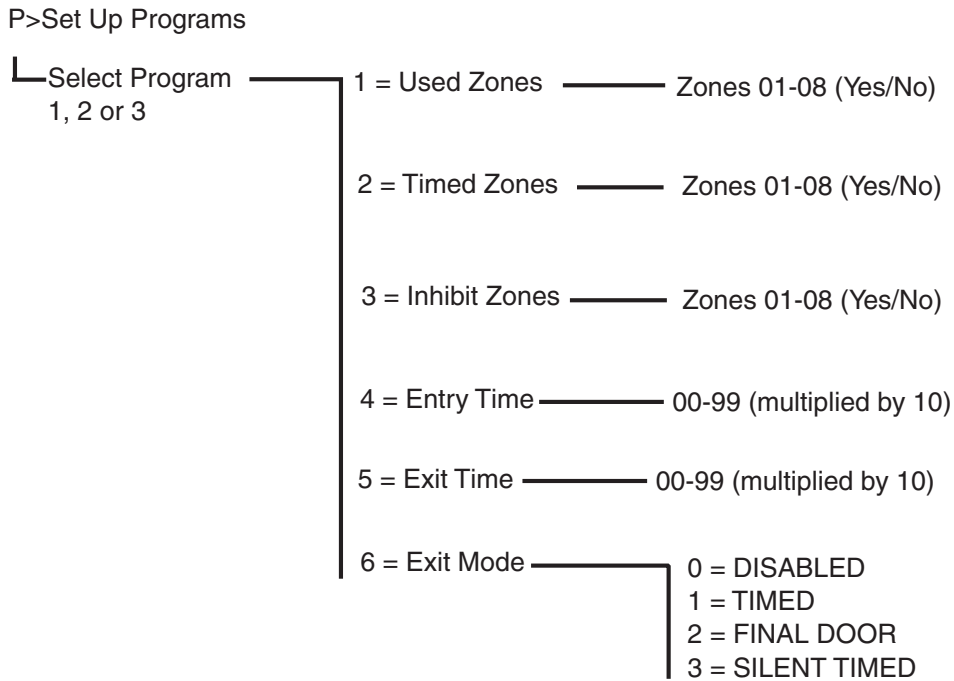 P>Set Up Programs
Select Program
1, 2 or 3
1 = Used Zones
Zones 01-08 (Yes/No)
2 = Timed Zones
Zones 01-08 (Yes/No)
3 = Inhibit Zones
Zones 01-08 (Yes/No)
4 = Entry Time
00-99 (multiplied by 10)
5 = Exit Time
00-99 (multiplied by 10)
6 = Exit Mode
0 = DISABLED
1 = TIMED
2 = FINAL DOOR
3 = SILENT TIMED